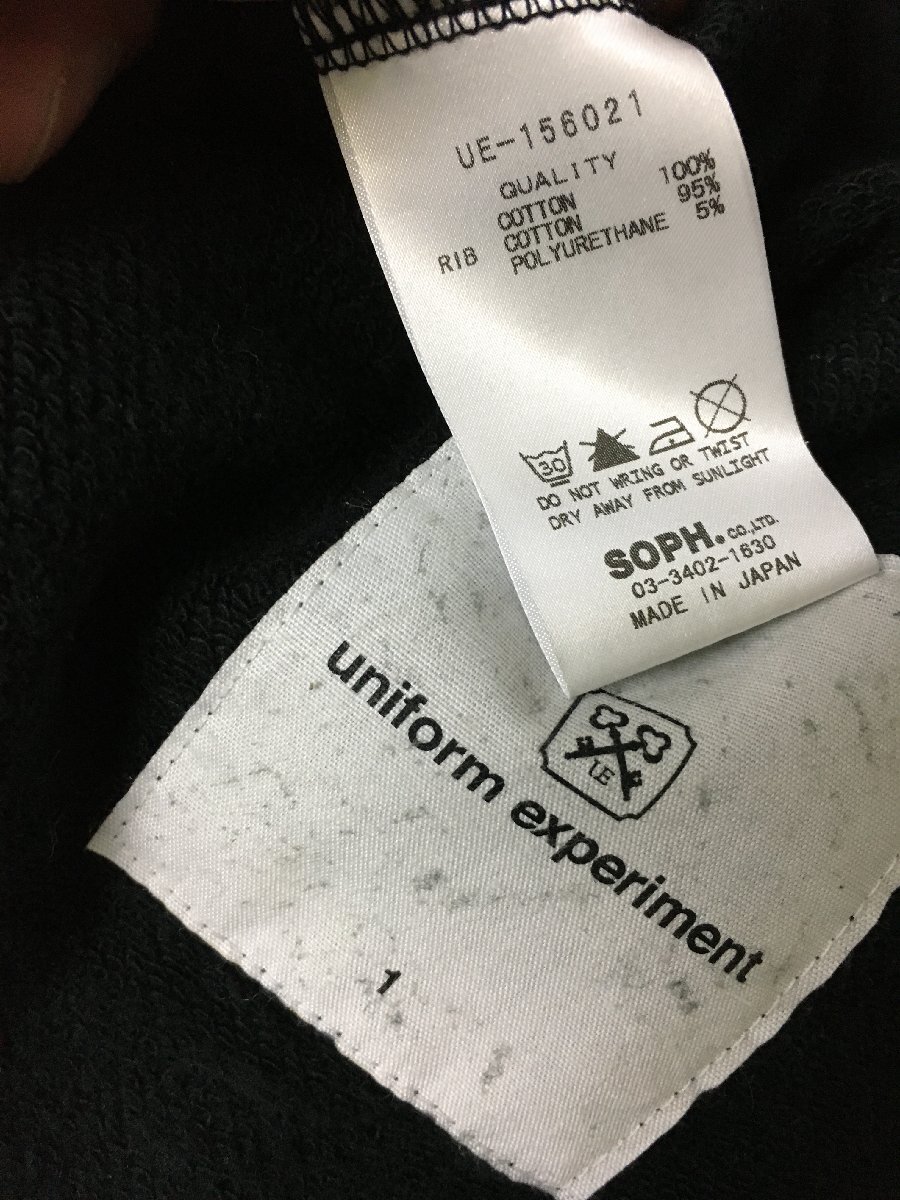 UE-156021
QUALITY
COTTON 100%
COTTON 95%
RIB POLYURETHANE 5%
30
DO NOT WRING OR TWIST
DRY AWAY FROM SUNLIGHT
SOPH. CO.,LTD.
03-3402-1630
MADE IN JAPAN
UE
uniform experiment
1